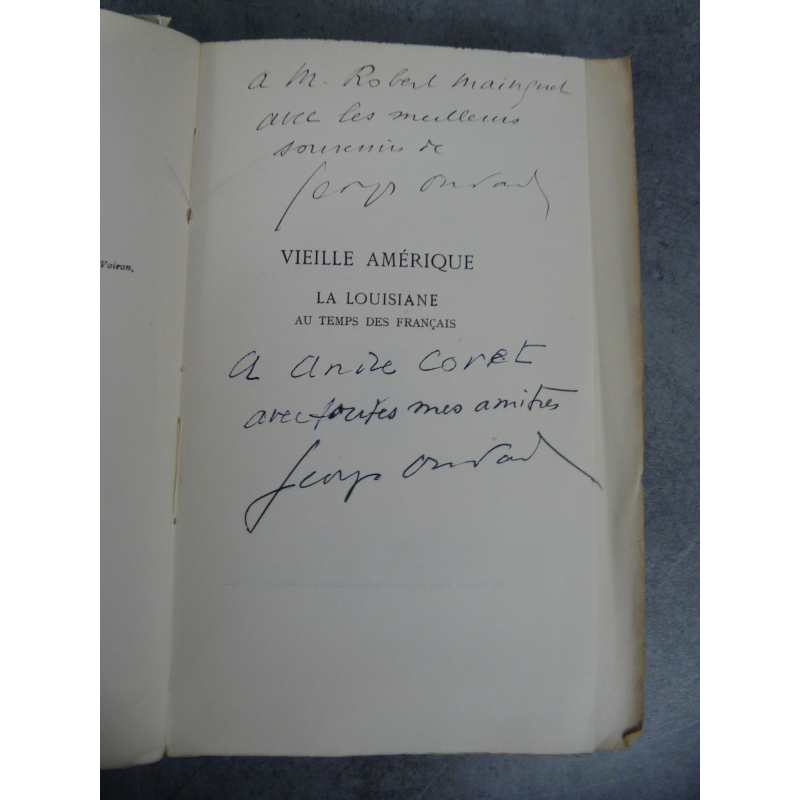 a M. Robert Mainguet
avec les meilleurs
souvenirs de
Georges Oudard
Voiron,
VIEILLE AMÉRIQUE
LA LOUISIANE
AU TEMPS DES FRANÇAIS
A André Coret
avec toutes mes amitiés
Georges Oudard